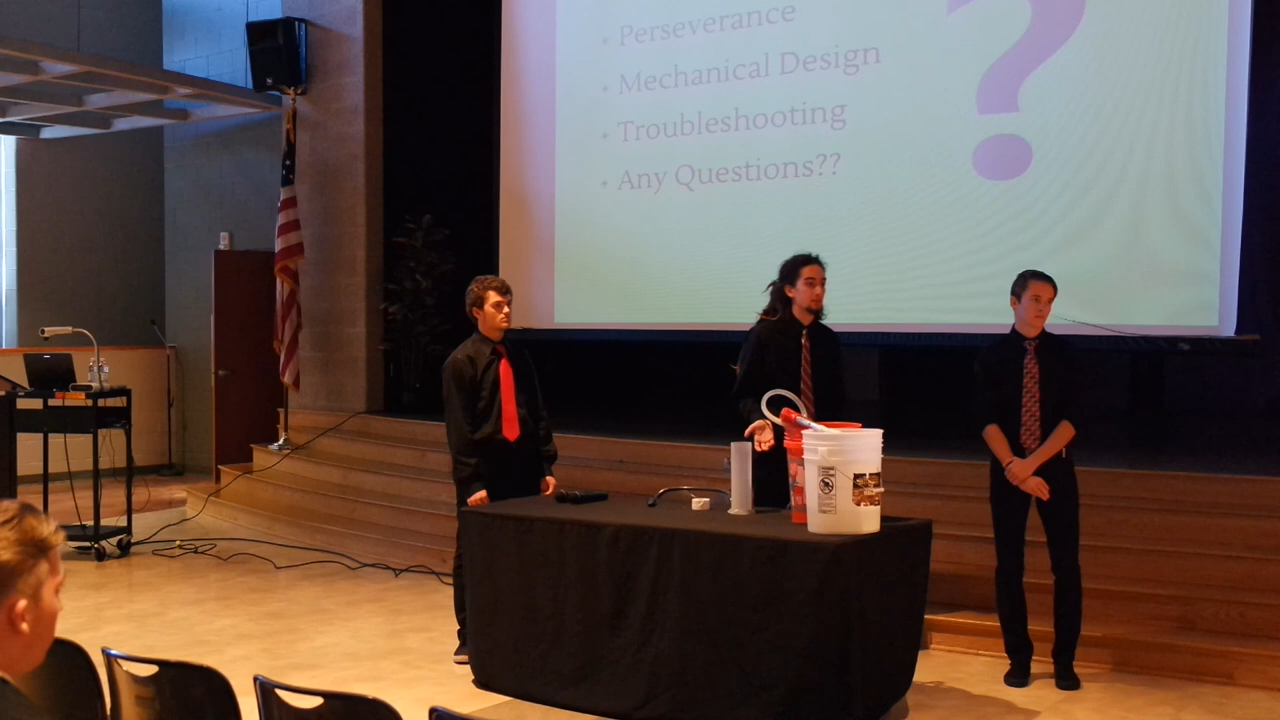 • Perseverance
• Mechanical Design
• Troubleshooting
• Any Questions??
?